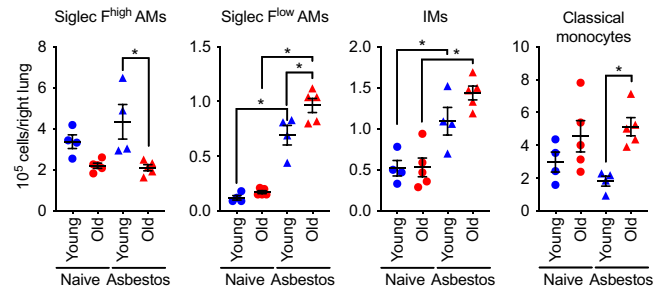 Siglec F^high AMs
Siglec F^low AMs
IMs
Classical
monocytes
10^5 cells/right lung
8
6
4
2
0
*
Young
Old
Young
Old
Naive Asbestos
1.5
1.0
0.5
0.0
*
*
*
Young
Old
Young
Old
Naive Asbestos
2.0
1.5
1.0
0.5
0.0
*
*
Young
Old
Young
Old
Naive Asbestos
10
8
6
4
2
0
*
Young
Old
Young
Old
Naive Asbestos